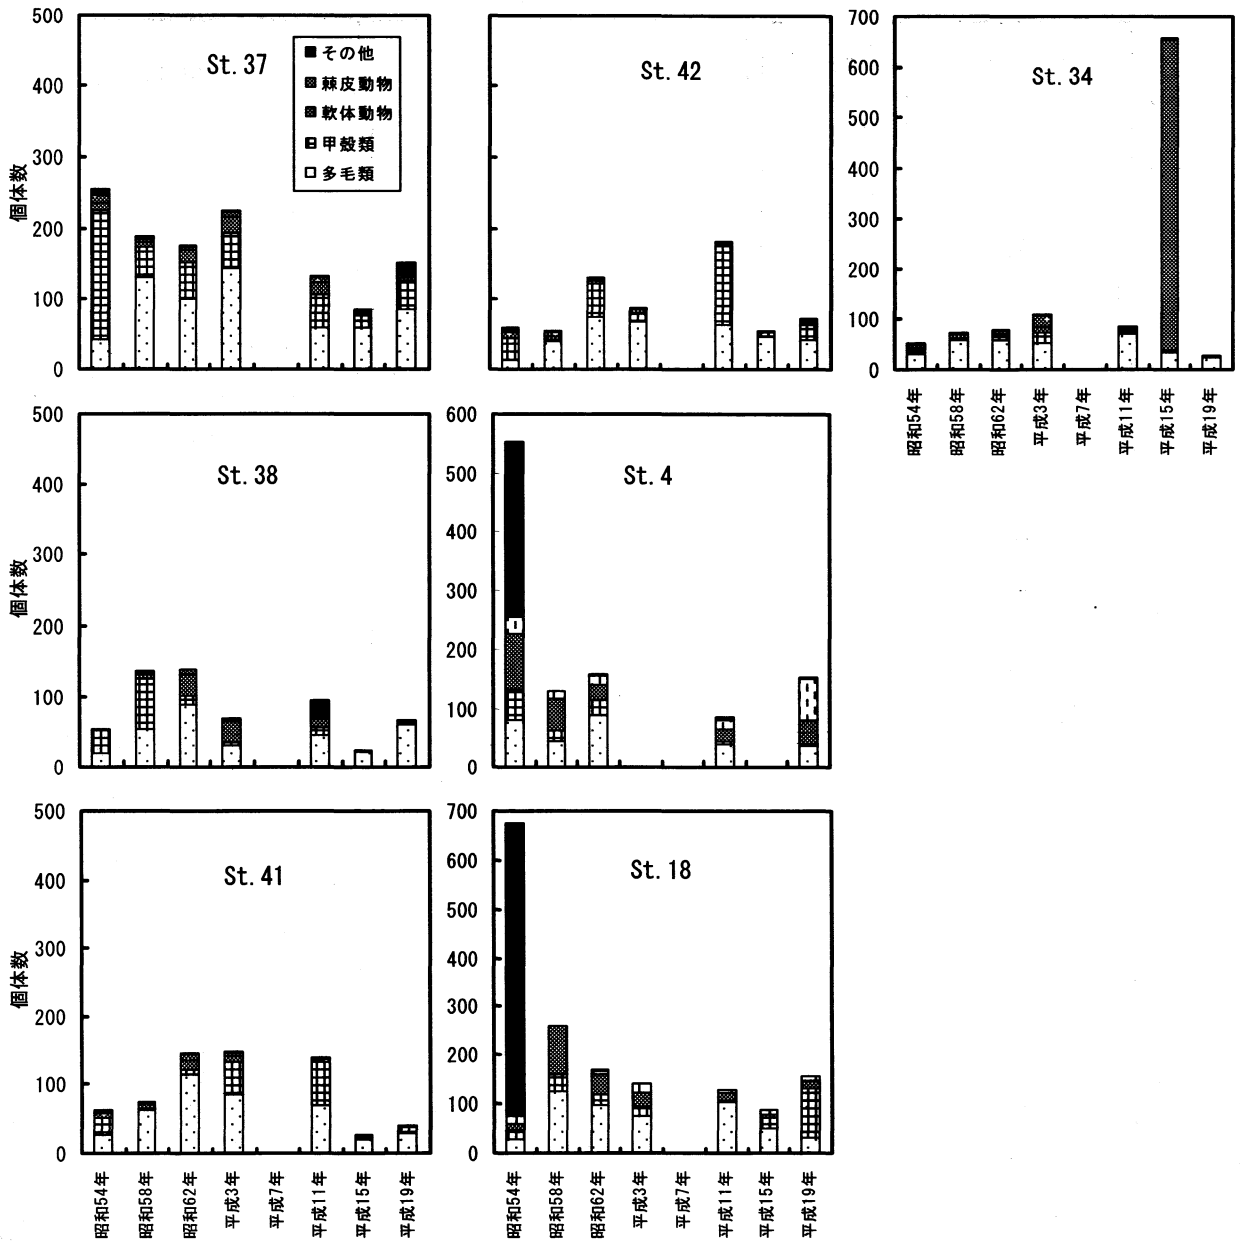 500
400
300
200
100
0
個体数
St. 37
■ その他
棘皮動物
軟体動物
甲殻類
□ 多毛類
St. 42
700
600
500
400
300
200
100
0
St. 34
昭和54年
昭和58年
昭和62年
平成3年
平成7年
平成11年
平成15年
平成19年
500
400
300
200
100
0
個体数
St. 38
600
500
400
300
200
100
0
St. 4
500
400
300
200
100
0
個体数
St. 41
昭和54年
昭和58年
昭和62年
平成3年
平成7年
平成11年
平成15年
平成19年
700
600
500
400
300
200
100
0
St. 18
昭和54年
昭和58年
昭和62年
平成3年
平成7年
平成11年
平成15年
平成19年